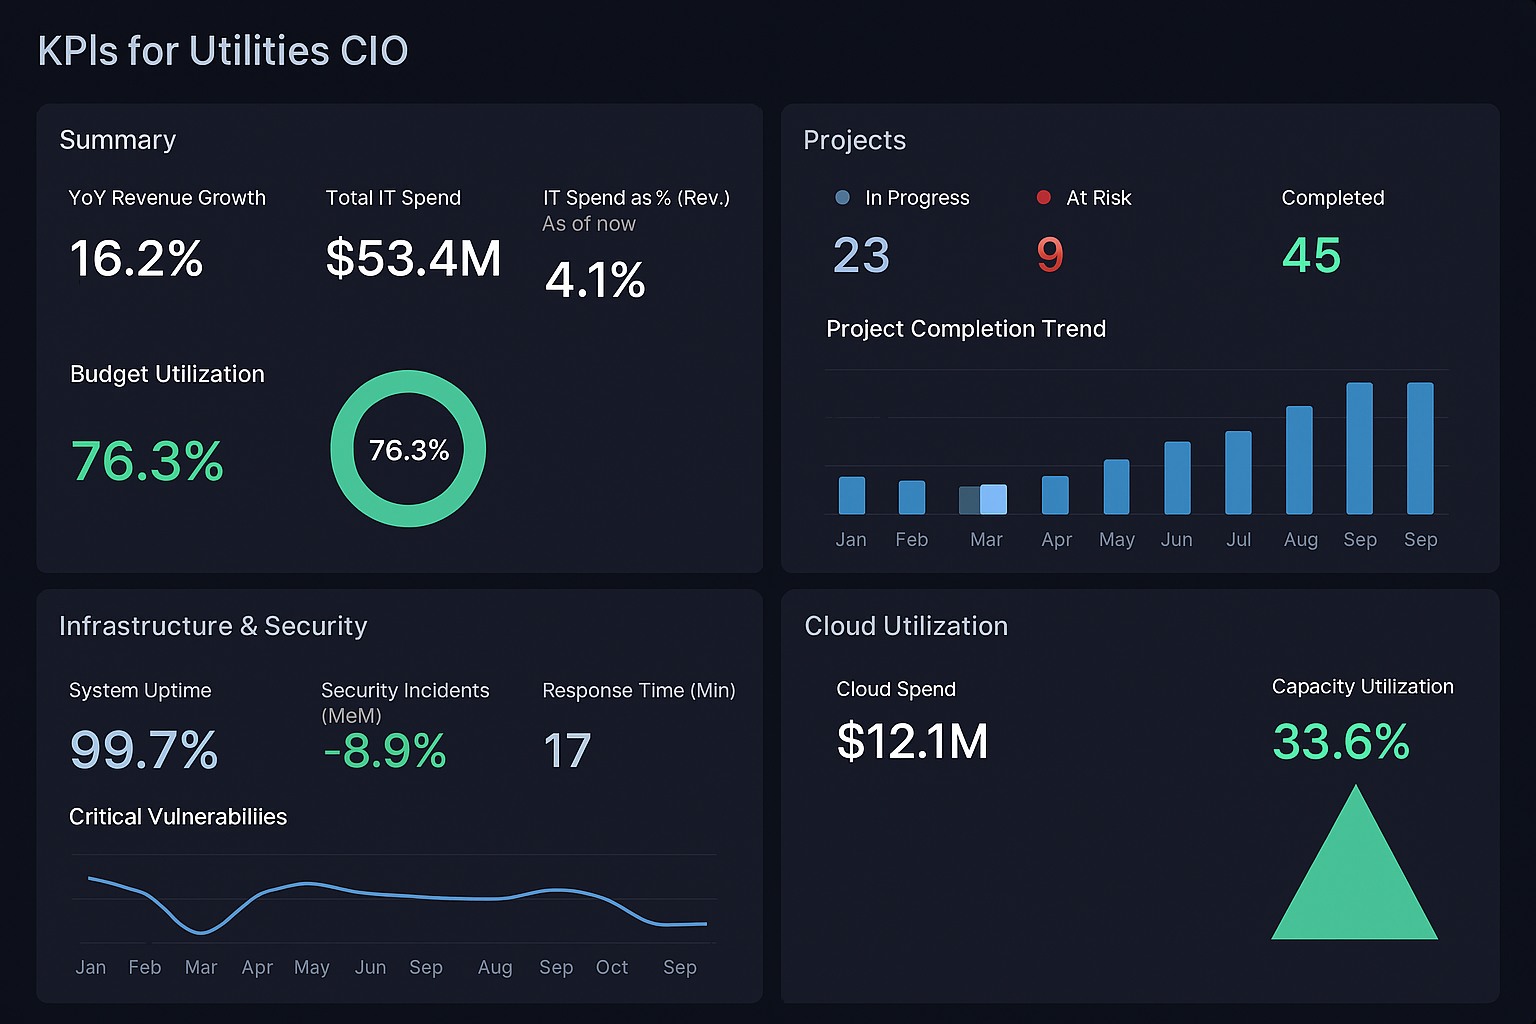 KPIs for Utilities CIO
Summary
YoY Revenue Growth
16.2%
Total IT Spend
$53.4M
IT Spend as % (Rev.)
As of now
4.1%
Budget Utilization
76.3%
76.3%
Projects
In Progress
23
At Risk
9
Completed
45
Project Completion Trend
Jan Feb Mar Apr May Jun Jul Aug Sep Sep
Infrastructure & Security
System Uptime
99.7%
Security Incidents
(MeM)
-8.9%
Response Time (Min)
17
Critical Vulnerabiliies
Jan Feb Mar Apr May Jun Sep Aug Sep Oct Sep
Cloud Utilization
Cloud Spend
$12.1M
Capacity Utilization
33.6%